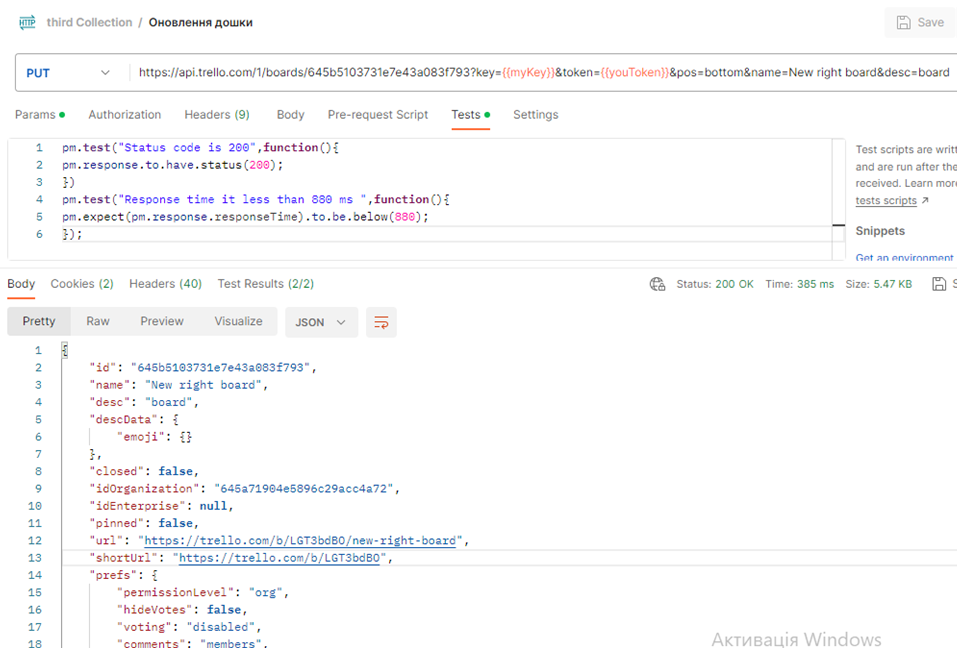 HTTP third Collection / Оновлення дошки Save
PUT https://api.trello.com/1/boards/645b5103731e7e43a083f793?key={{myKey}}&token={{youToken}}&pos=bottom&name=New right board&desc=board
Params Authorization Headers (9) Body Pre-request Script Tests Settings
1 pm.test("Status code is 200",function(){
2 pm.response.to.have.status(200);
3 })
4 pm.test("Response time it less than 880 ms ",function(){
5 pm.expect(pm.response.responseTime).to.be.below(880);
6 });
Test scripts are writt
and are run after the
received. Learn more
tests scripts ↗
Snippets
Get an environment
Body Cookies (2) Headers (40) Test Results (2/2) Status: 200 OK Time: 385 ms Size: 5.47 KB S
Pretty Raw Preview Visualize JSON
1 {
2 "id": "645b5103731e7e43a083f793",
3 "name": "New right board",
4 "desc": "board",
5 "descData": {
6 "emoji": {}
7 },
8 "closed": false,
9 "idOrganization": "645a71904e5896c29acc4a72",
10 "idEnterprise": null,
11 "pinned": false,
12 "url": "https://trello.com/b/LGT3bdBO/new-right-board",
13 "shortUrl": "https://trello.com/b/LGT3bdBO",
14 "prefs": {
15 "permissionLevel": "org",
16 "hideVotes": false,
17 "voting": "disabled",
18 "comments": "members",
Активація Windows